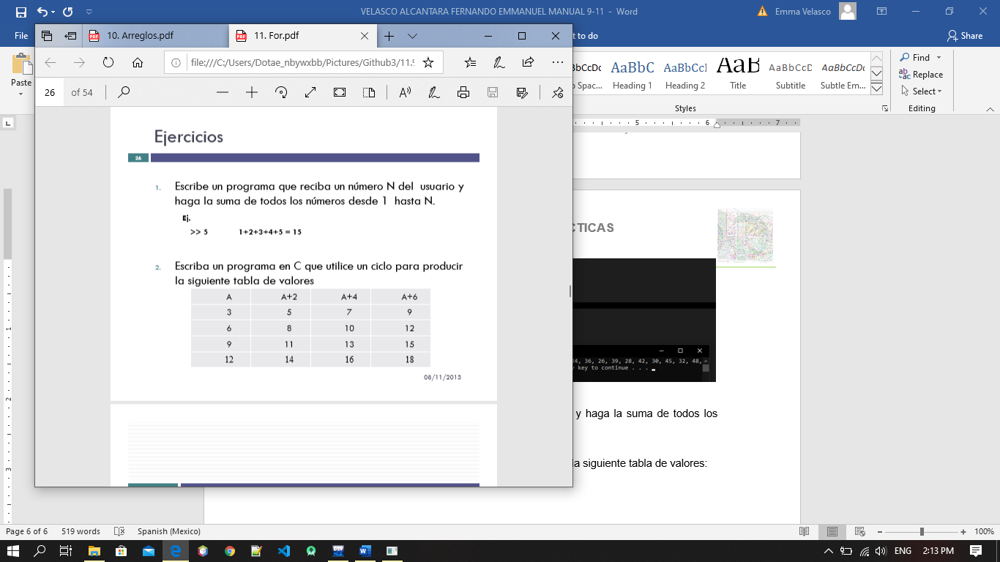 VELASCO ALCANTARA FERNANDO EMMANUEL MANUAL 9-11 - Word
Emma Velasco
File
t to do
Share
10. Arreglos.pdf
11. For.pdf
file:///C:/Users/Dotae_nbywxbb/Pictures/Github3/11.9
26 of 54
Paste
AaBbC
Heading 1
AaBbCcI
Heading 2
AaB
Title
AaBbCcD
Subtitle
AaBbCcDc
Subtle Em...
Spac...
Styles
Find
Replace
Select
Editing
5 6 7
Ejercicios
26
1. Escribe un programa que reciba un número N del usuario y
haga la suma de todos los números desde 1 hasta N.
Ej.
>> 5 1+2+3+4+5 = 15
2. Escriba un programa en C que utilice un ciclo para producir
la siguiente tabla de valores
A A+2 A+4 A+6
3 5 7 9
6 8 10 12
9 11 13 15
12 14 16 18
08/11/2013
CTICAS
24, 36, 26, 39, 28, 42, 30, 45, 32, 48,
key to continue . . .
y haga la suma de todos los
la siguiente tabla de valores:
1
2
3
Page 6 of 6 519 words Spanish (Mexico)
100%
ENG 2:13 PM